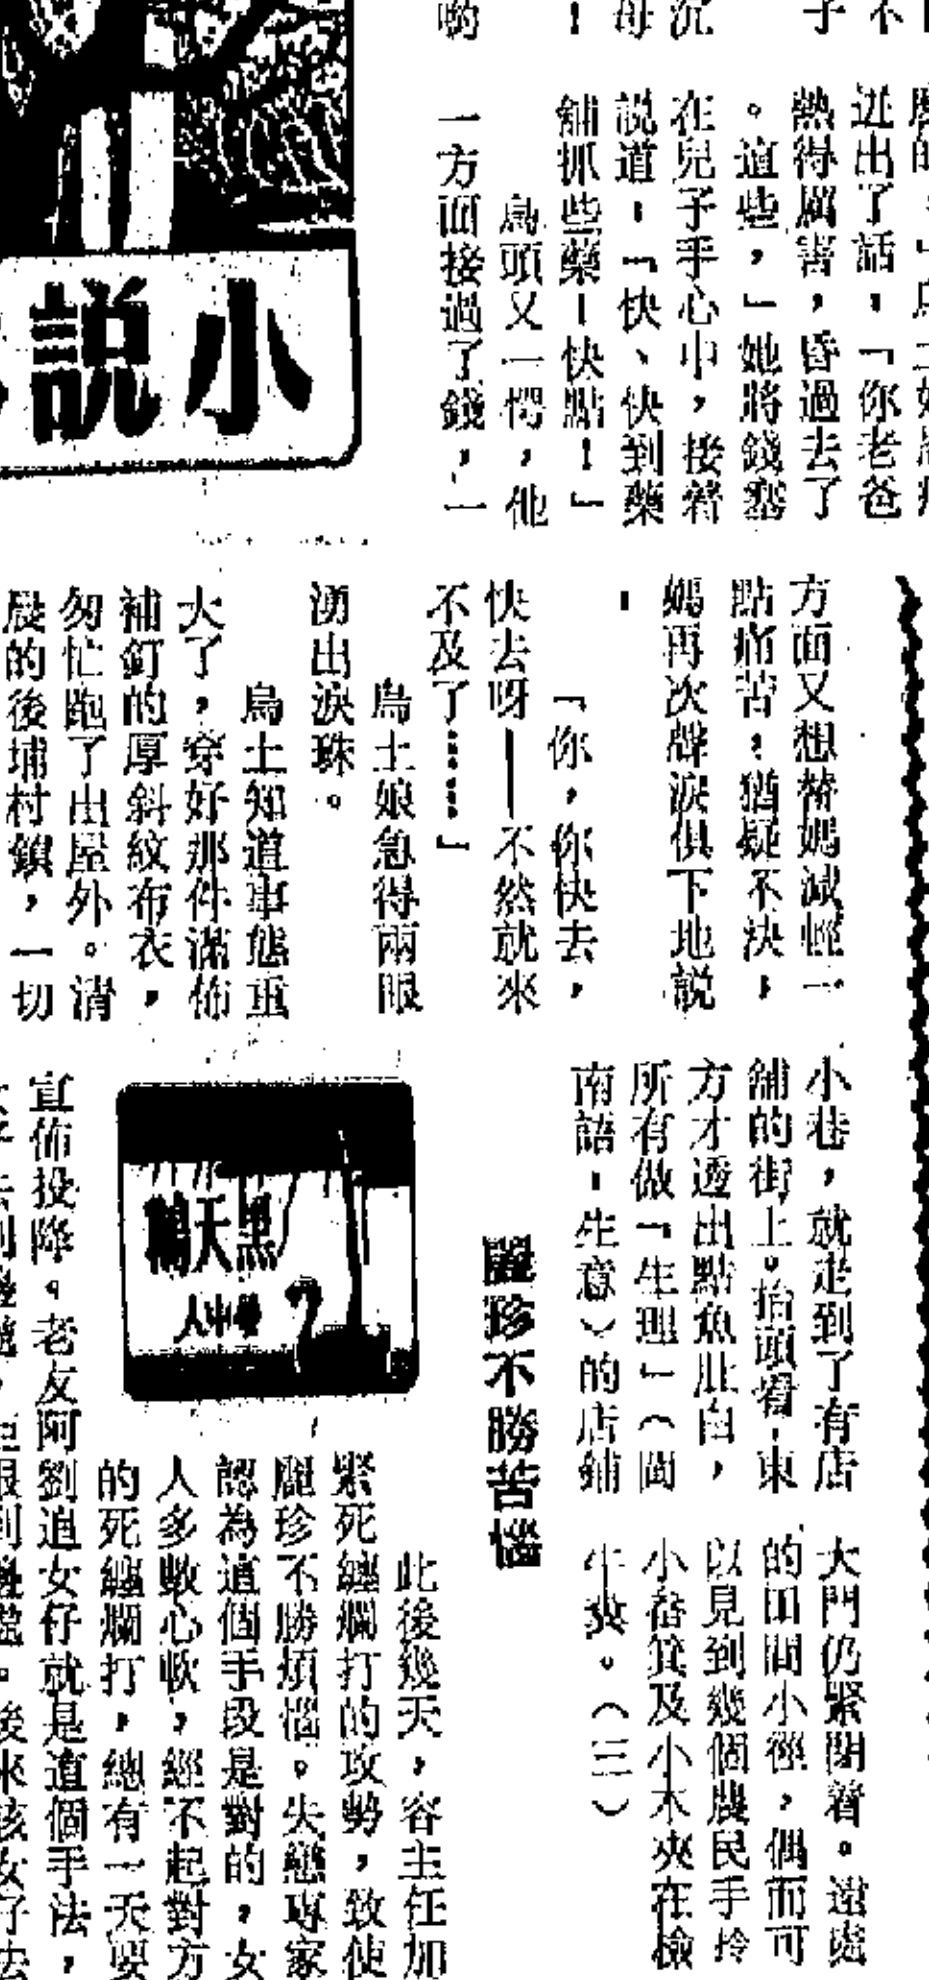 不
子
沉
母
！
喲
迸出了話，「你老爸
熱得厲害，昏過去了
。這些，」她將錢塞
在兒子手心中，接着
説道：「快、快到藥
舖抓些藥！快點！」
烏頭又一愕，他
一方面接過了錢，一
小説
方面又想替媽減輕一
點痛苦；猶疑不決，
媽再次聲淚俱下地説
：
「你，你快去，
快去呀——不然就來
不及了……」
烏土娘急得兩眼
湧出淚珠。
烏土知道事態重
大了，穿好那件滿佈
補釘的厚斜紋布衣，
匆忙跑了出屋外。清
晨的後埔村鎮，一切
小巷，就走到了有店
舖的街上。抬頭看，東
方才透出點魚肚白，
所有做「生理」（閩
南語：生意）的店鋪
大門仍緊閉着。遠處
的田間小徑，偶而可
以見到幾個農民手拎
小畚箕及小木夾在檢
牛糞。（三）
麗珍不勝苦惱
黑天鵝
學中人
此後幾天，容主任加
緊死纏爛打的攻勢，致使
麗珍不勝煩惱。失戀專家
認為這個手段是對的，女
人多數心軟，經不起對方
的死纏爛打，總有一天要
宣佈投降。老友阿劉追女仔就是這個手法，